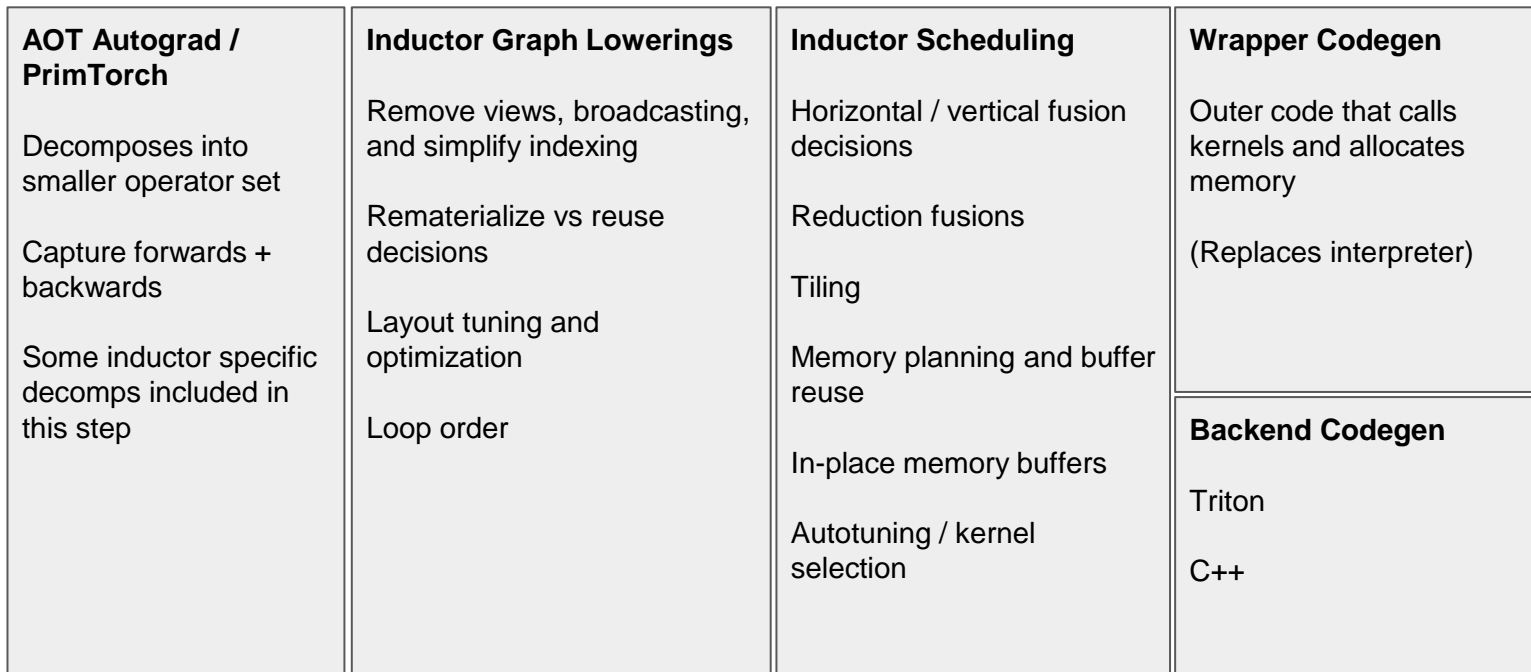 AOT Autograd /
PrimTorch
Decomposes into
smaller operator set
Capture forwards +
backwards
Some inductor specific
decomps included in
this step
Inductor Graph Lowerings
Remove views, broadcasting,
and simplify indexing
Rematerialize vs reuse
decisions
Layout tuning and
optimization
Loop order
Inductor Scheduling
Horizontal / vertical fusion
decisions
Reduction fusions
Tiling
Memory planning and buffer
reuse
In-place memory buffers
Autotuning / kernel
selection
Wrapper Codegen
Outer code that calls
kernels and allocates
memory
(Replaces interpreter)
Backend Codegen
Triton
C++